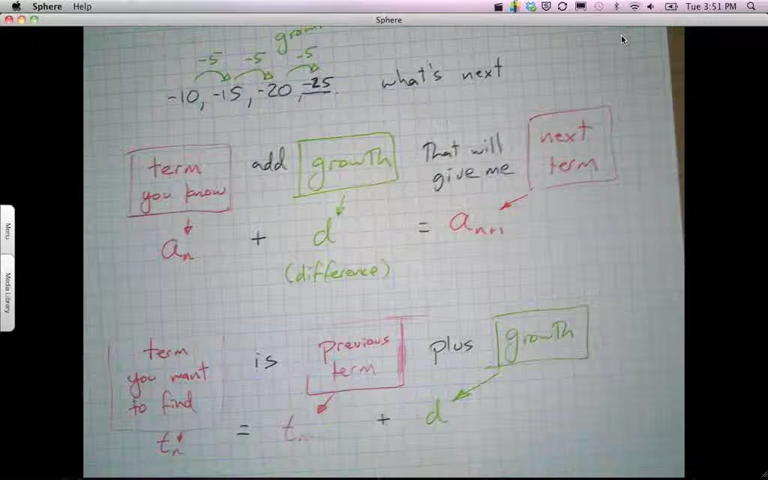 Sphere Help
Tue 3:51 PM
Sphere
growth
-5 -5 -5
-10, -15, -20, -25 what's next
term you know add growth That will give me next term
aₙ + d = aₙ₊₁
(difference)
term you want to find is previous term plus growth
tₙ = t + d
Menu
Media Library